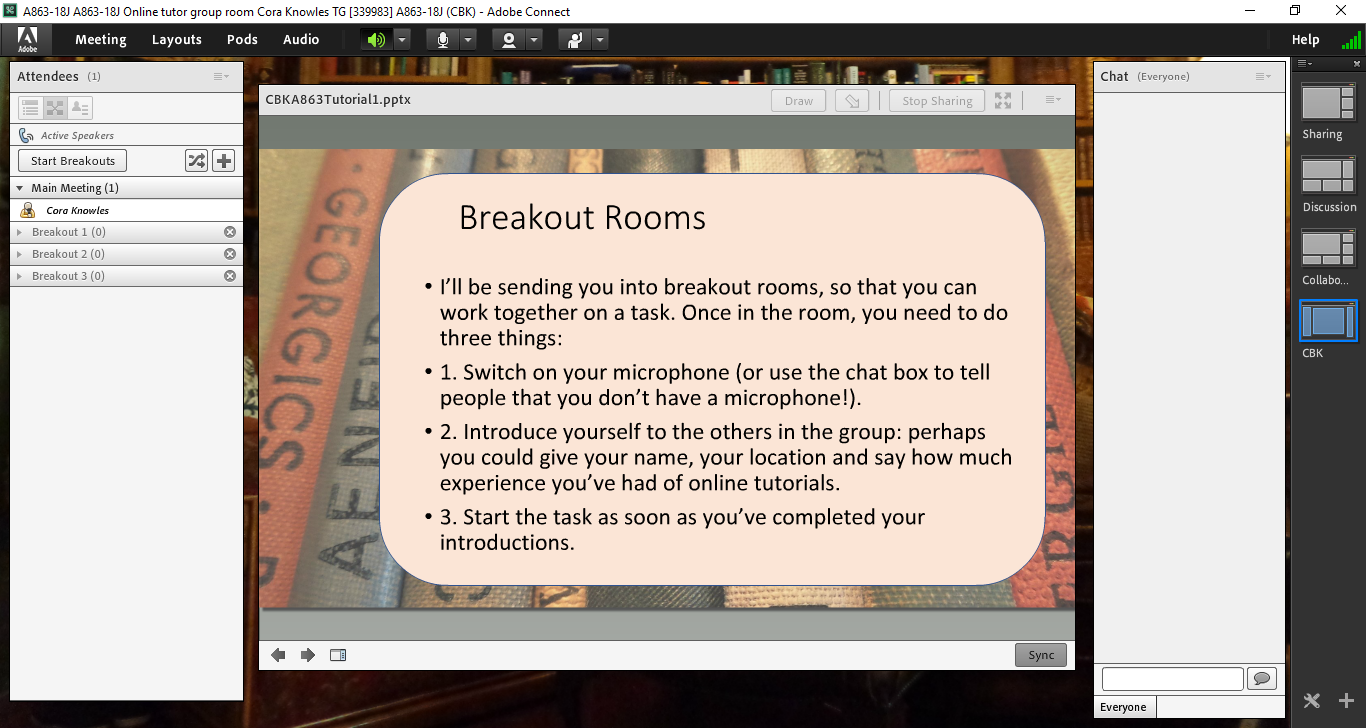 A863-18J A863-18J Online tutor group room Cora Knowles TG [339983] A863-18J (CBK) - Adobe Connect
Adobe
Meeting
Layouts
Pods
Audio
Help
Attendees (1)
Active Speakers
Start Breakouts
Main Meeting (1)
Cora Knowles
Breakout 1 (0)
Breakout 2 (0)
Breakout 3 (0)
CBKA863Tutorial1.pptx
Draw
Stop Sharing
GEORGICS
AENEID
Breakout Rooms
• I'll be sending you into breakout rooms, so that you can
work together on a task. Once in the room, you need to do
three things:
• 1. Switch on your microphone (or use the chat box to tell
people that you don't have a microphone!).
• 2. Introduce yourself to the others in the group: perhaps
you could give your name, your location and say how much
experience you've had of online tutorials.
• 3. Start the task as soon as you've completed your
introductions.
Sync
Chat (Everyone)
Everyone
Sharing
Discussion
Collabo...
CBK